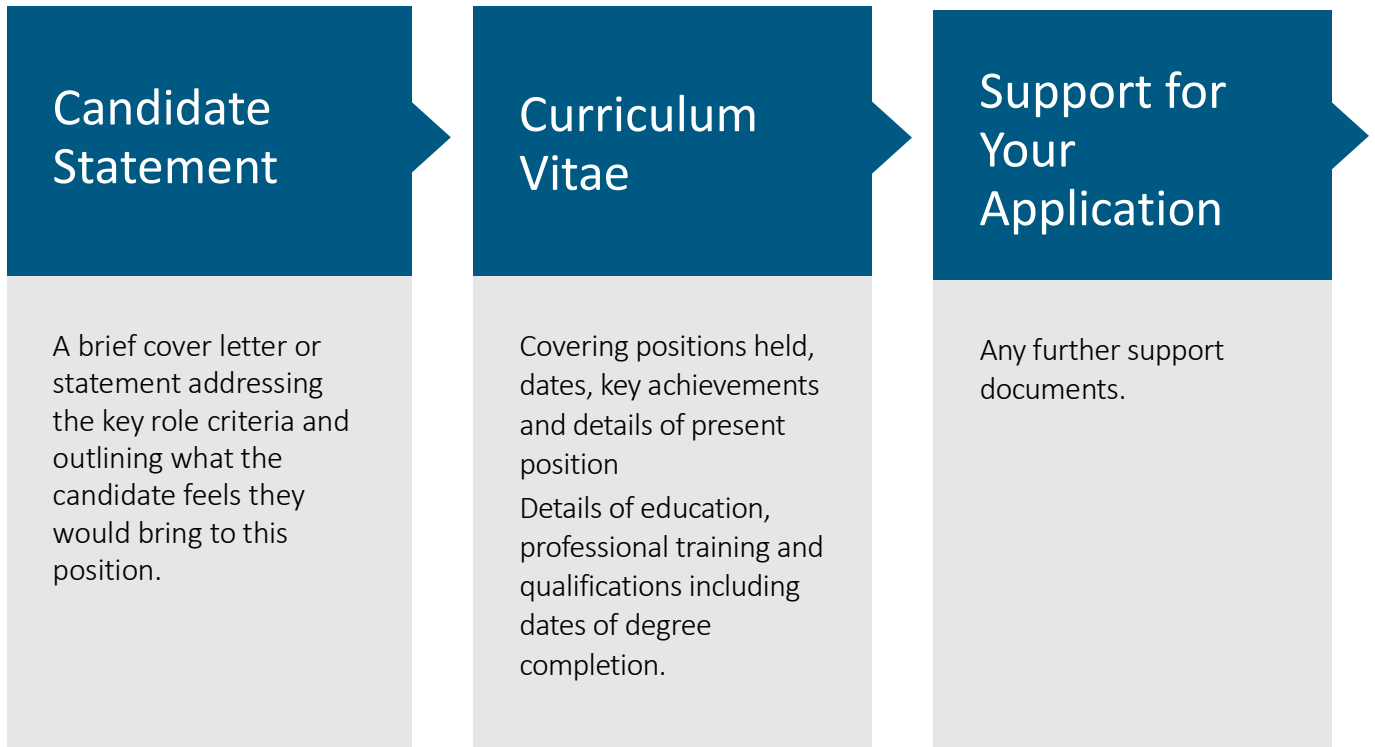 Candidate
Statement
A brief cover letter or
statement addressing
the key role criteria and
outlining what the
candidate feels they
would bring to this
position.
Curriculum
Vitae
Covering positions held,
dates, key achievements
and details of present
position
Details of education,
professional training and
qualifications including
dates of degree
completion.
Support for
Your
Application
Any further support
documents.